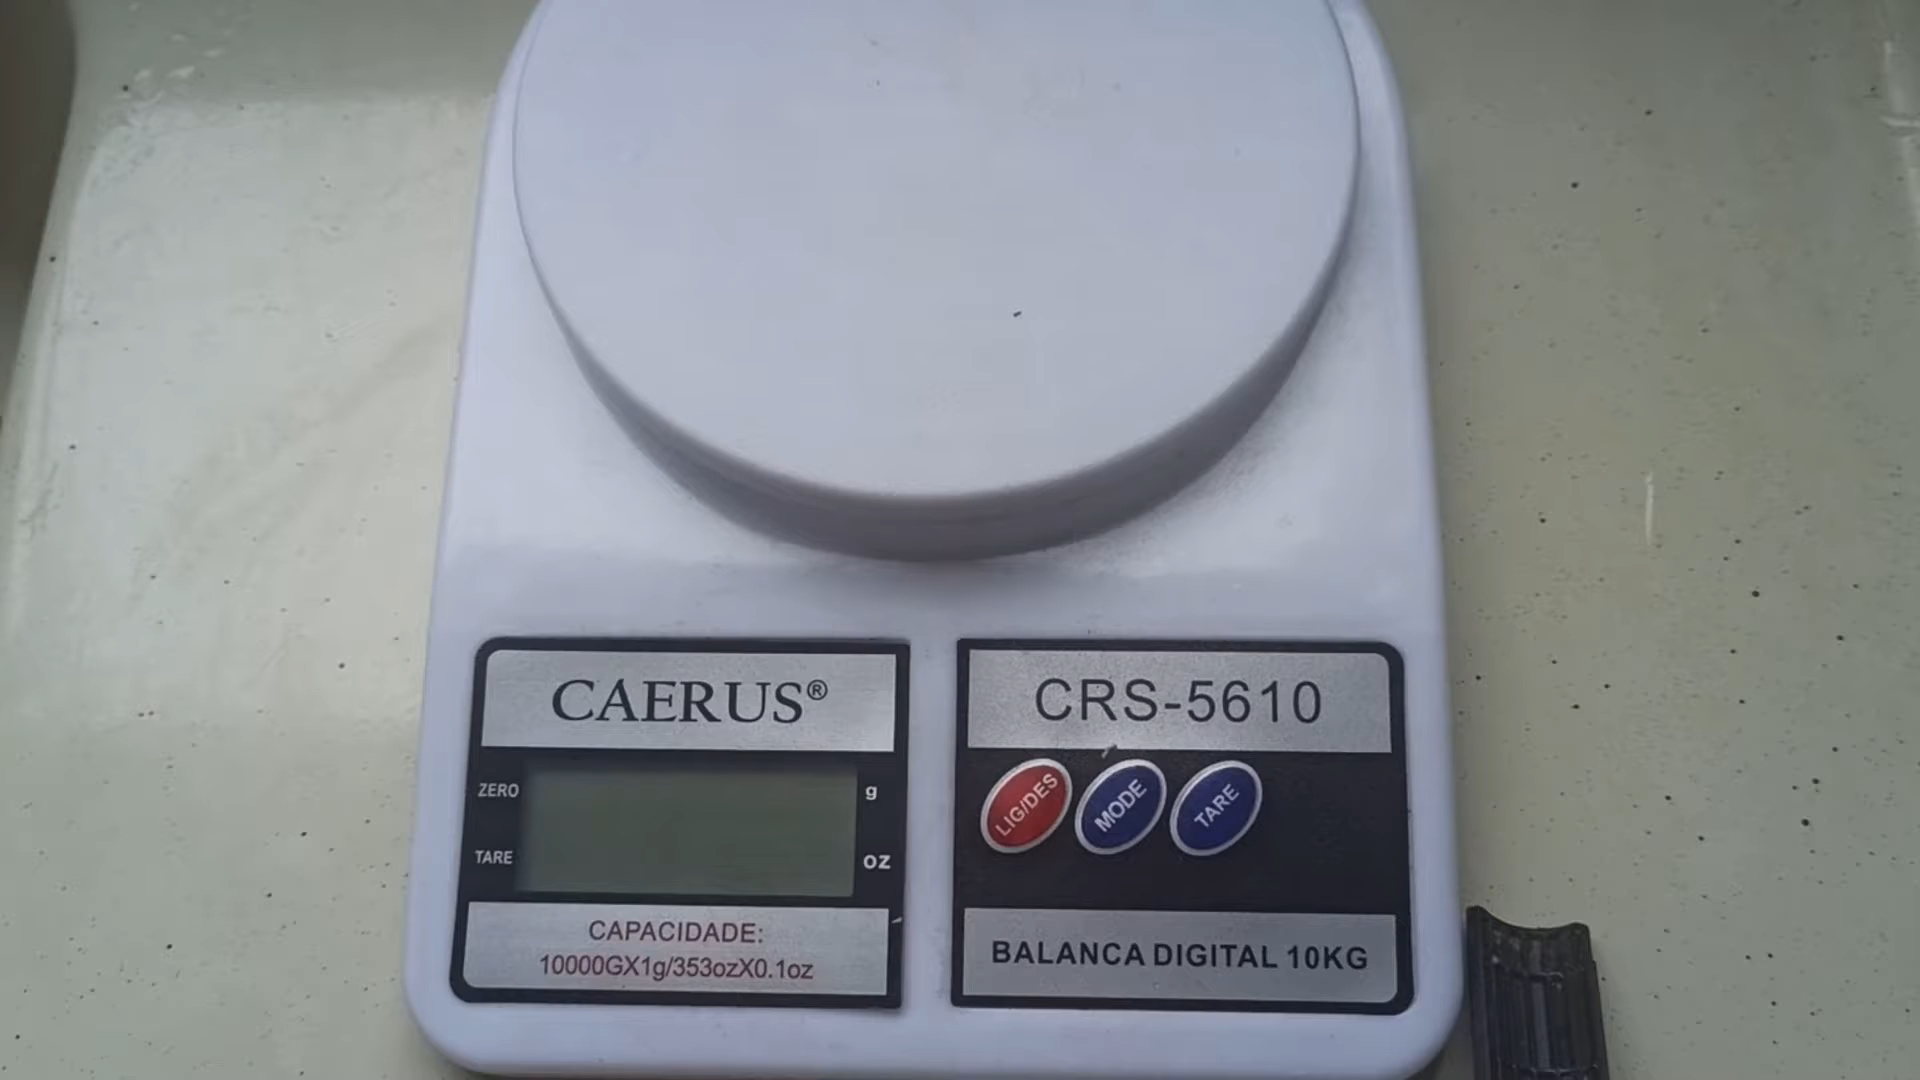 CAERUS®
ZERO
g
TARE
oz
CAPACIDADE:
10000GX1g/353ozX0.1oz
CRS-5610
LIG/DES
MODE
TARE
BALANCA DIGITAL 10KG